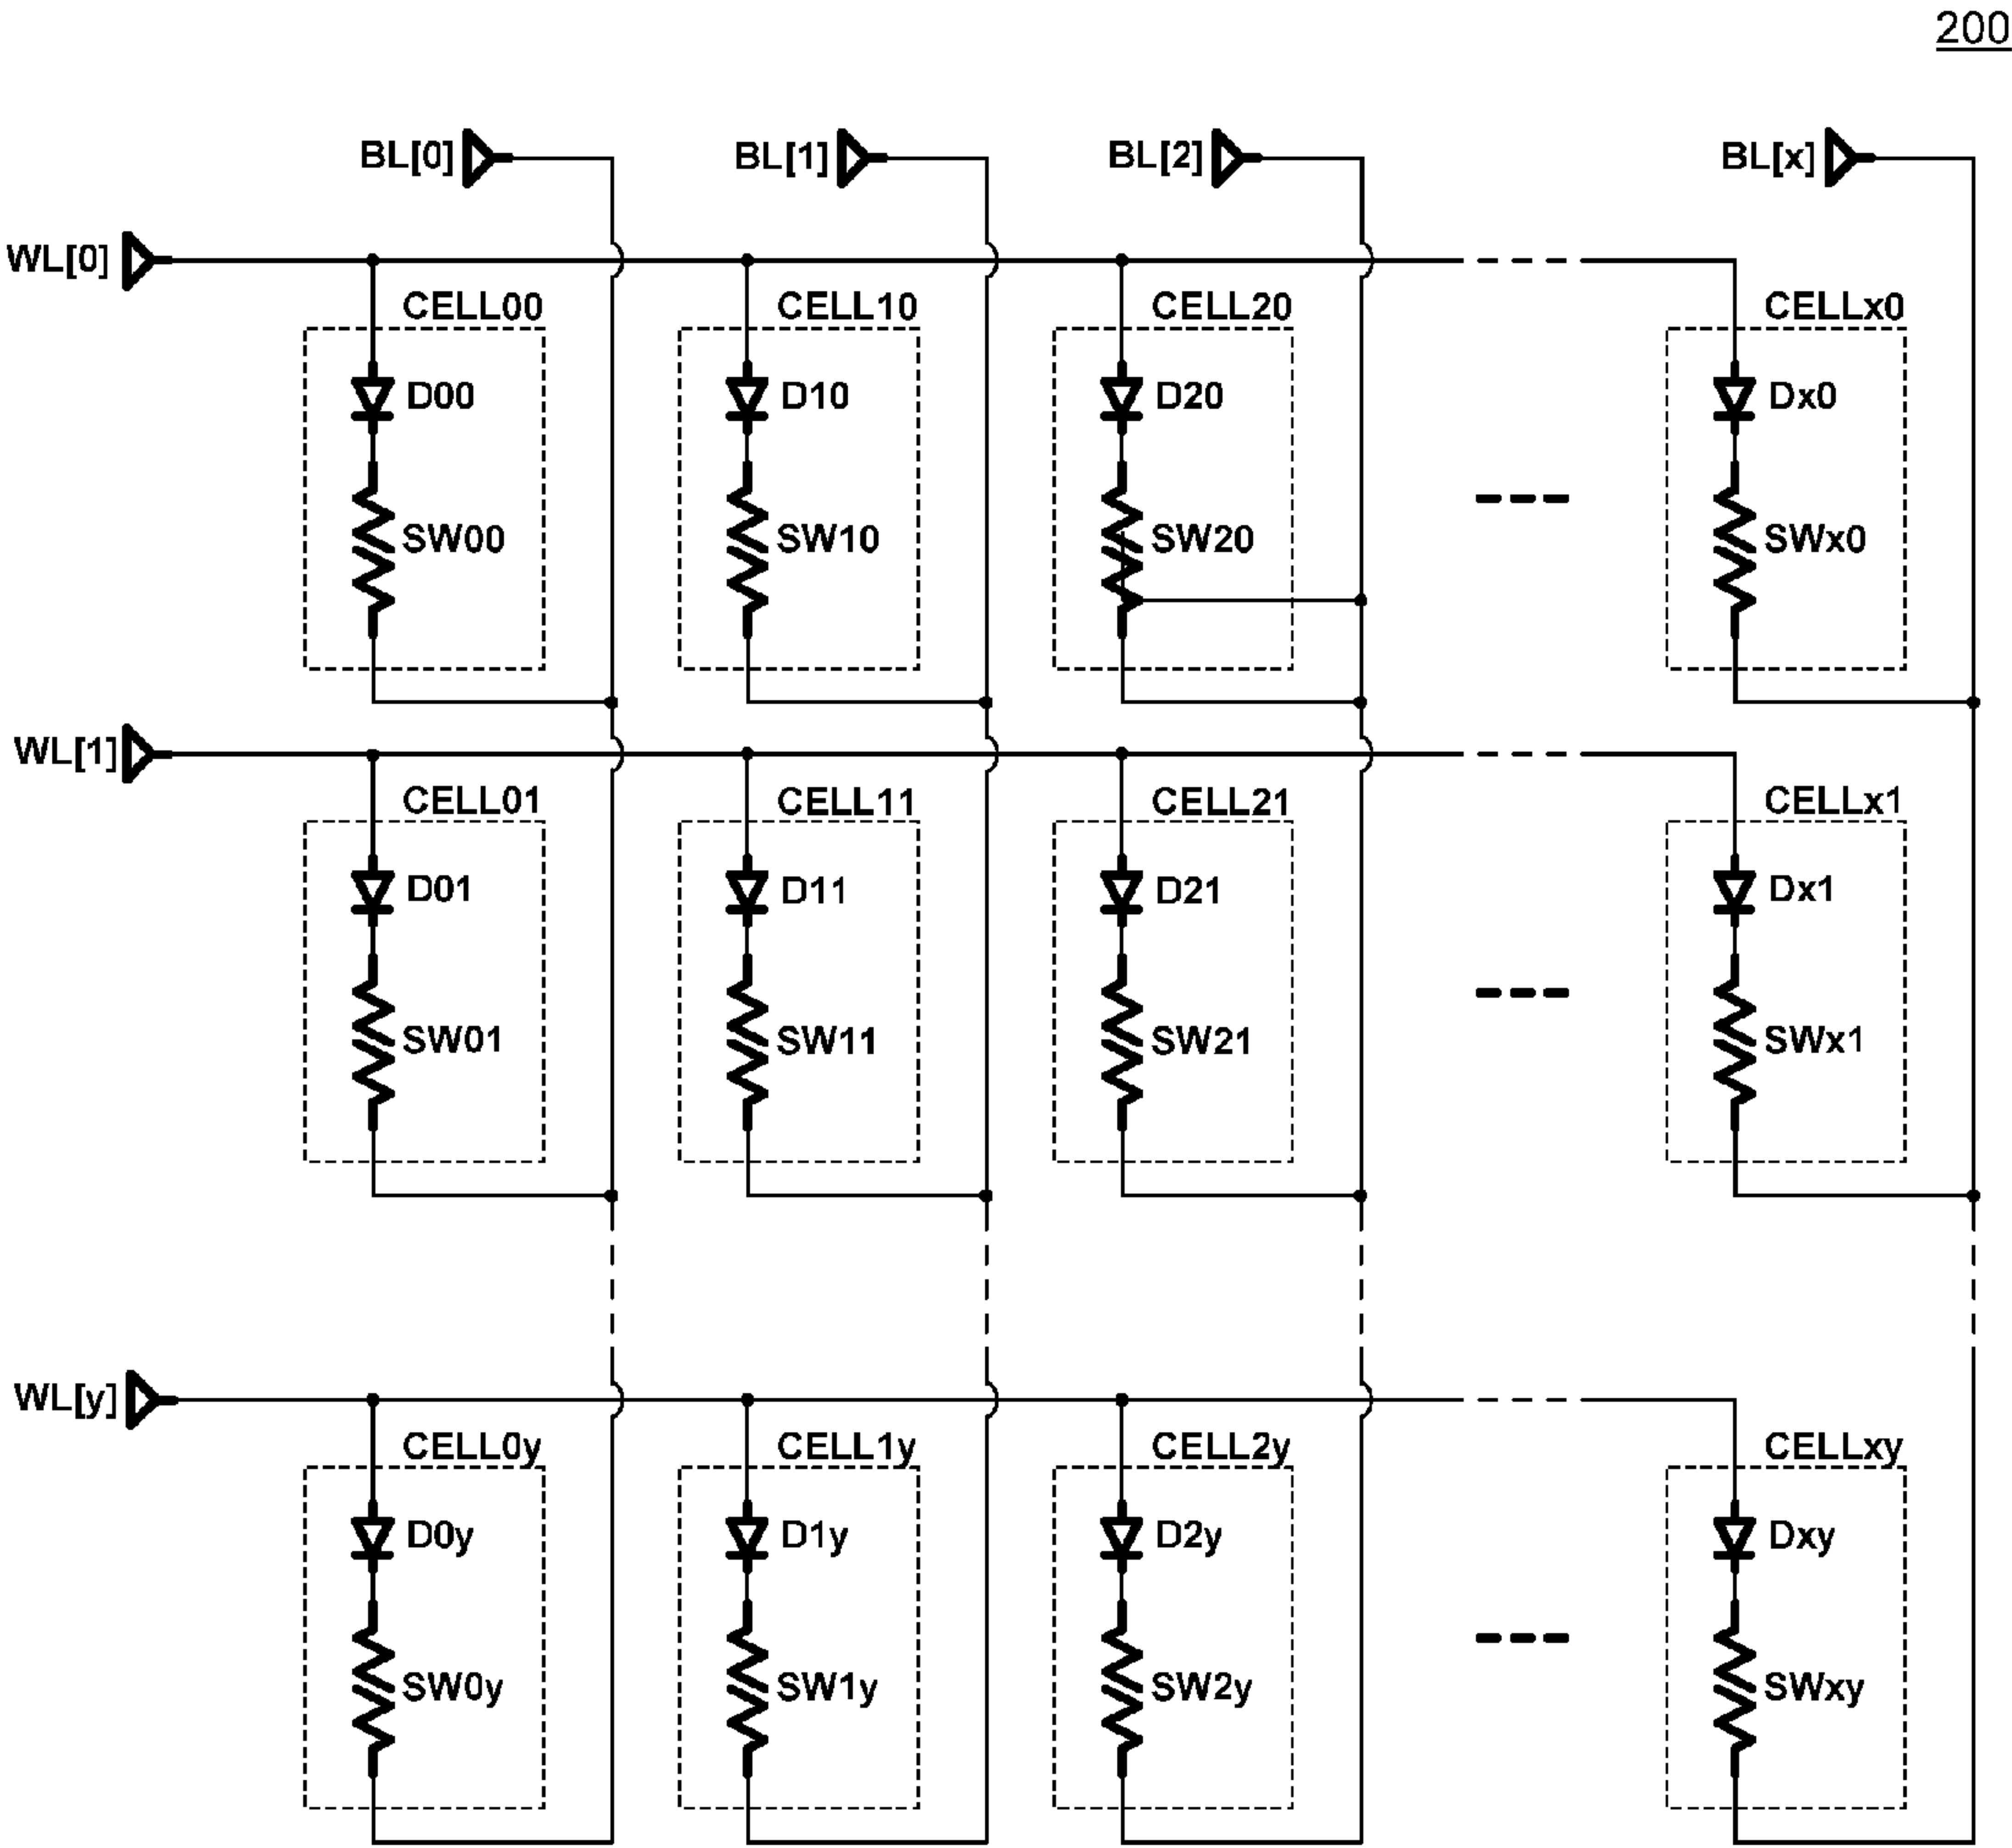 200
BL[0] BL[1] BL[2] BL[x]
WL[0]
CELL00 CELL10 CELL20 CELLx0
D00 D10 D20 Dx0
SW00 SW10 SW20 SWx0
WL[1]
CELL01 CELL11 CELL21 CELLx1
D01 D11 D21 Dx1
SW01 SW11 SW21 SWx1
WL[y]
CELL0y CELL1y CELL2y CELLxy
D0y D1y D2y Dxy
SW0y SW1y SW2y SWxy